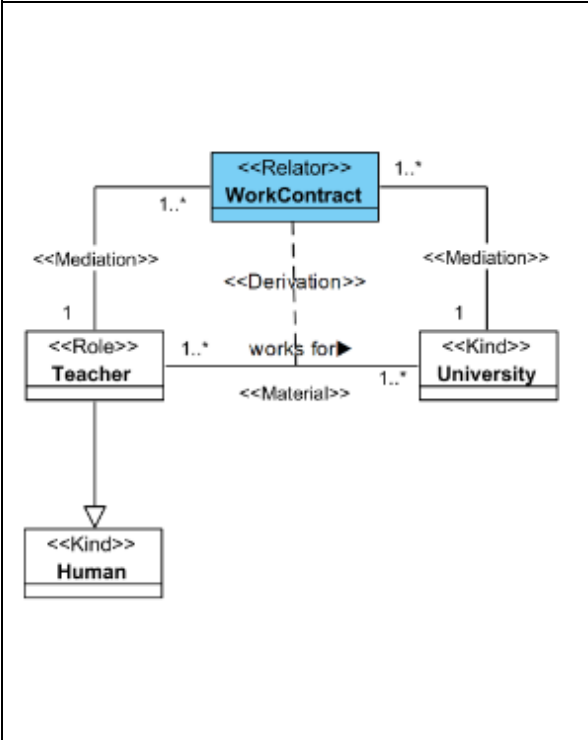 <<Relator>>
WorkContract
1..*
1..*
<<Mediation>>
<<Mediation>>
<<Derivation>>
1
1
<<Role>>
Teacher
1..*
works for▶
1..*
<<Material>>
<<Kind>>
University
<<Kind>>
Human